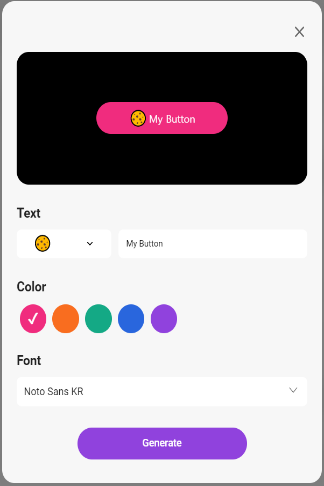 My Button
Text
My Button
Color
Font
Noto Sans KR
Generate